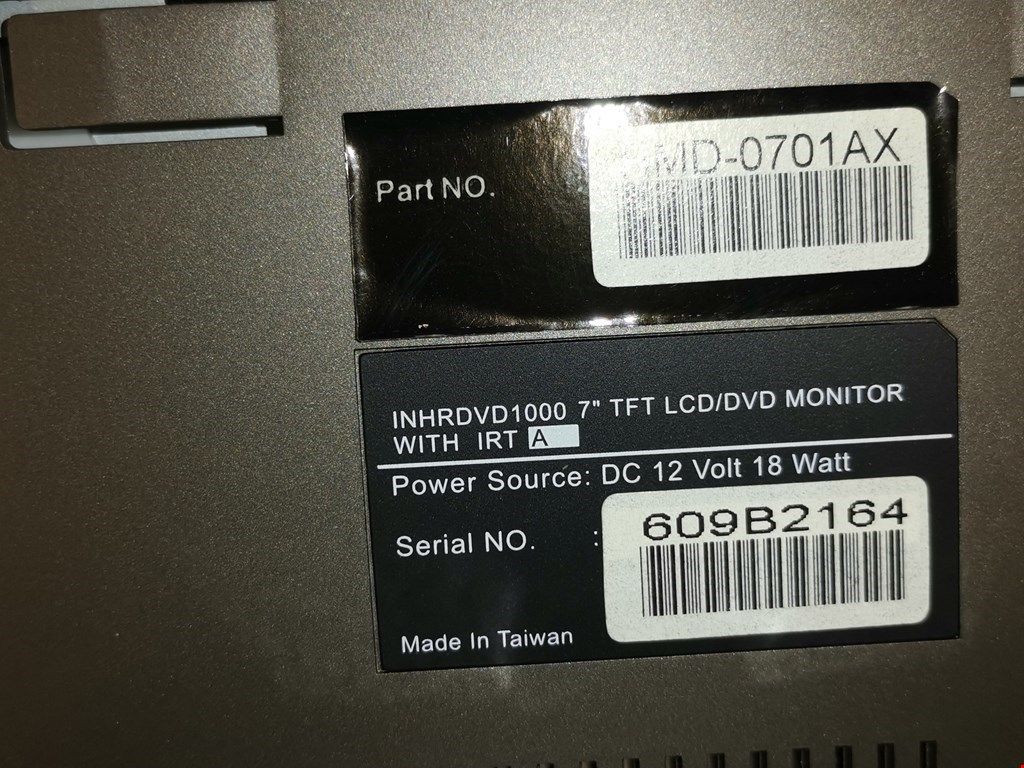 Part NO.
MD-0701AX
INHRDVD1000 7" TFT LCD/DVD MONITOR
WITH IRT A
Power Source: DC 12 Volt 18 Watt
Serial NO. :
609B2164
Made In Taiwan